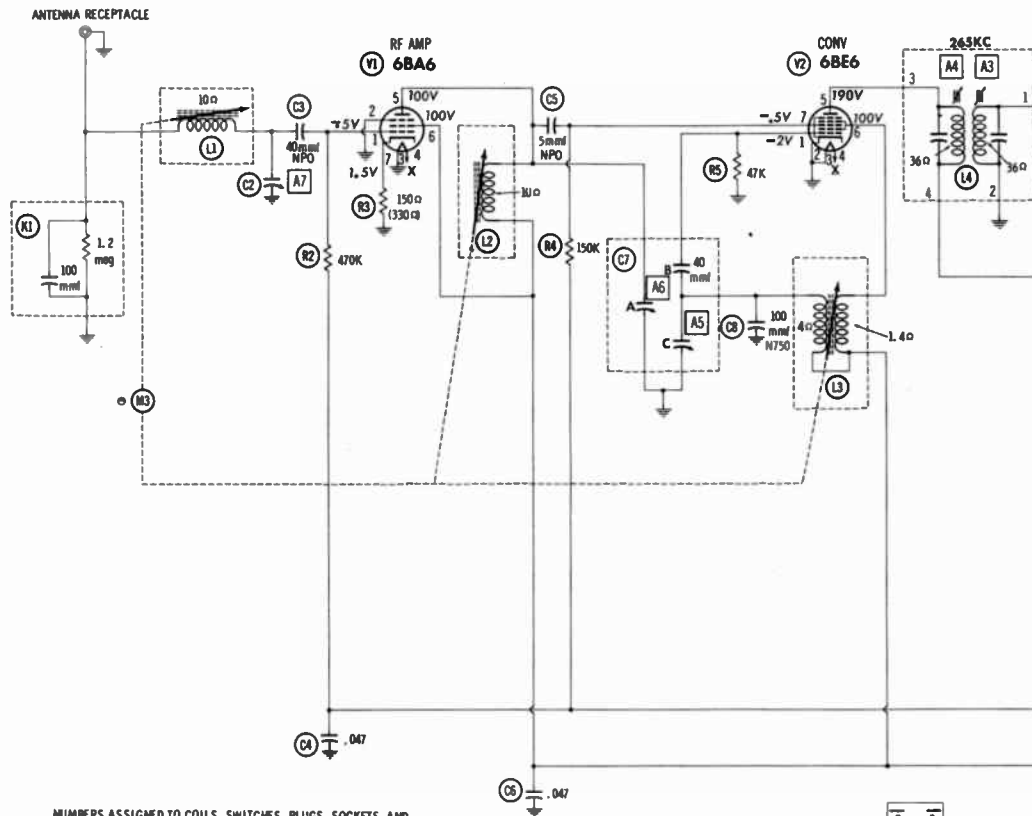 ANTENNA RECEPTACLE
RF AMP
V1 6BA6
CONV
V2 6BE6
265KC
A4 A3
3
1
10Ω
L1
C3
40mmf
NPO
C2 A7
5 100V
2
100V
6
1
7 3 4
X
1.5V
R3 150Ω
(330Ω)
R2 470K
C5
5mmf
NPO
10Ω
L2
R4 150K
5 190V
-.5V 7
100V
6
-2V 1
2 3 4
X
R5 47K
36Ω
36Ω
L4
4 2
K1
1.2
meg
100
mmf
C7
B 40
mmf
A6
A
A5
C
C8 100
mmf
N750
4Ω
1.4Ω
L3
M3
C4 .047
C6 .047
NUMBERS ASSIGNED TO COILS, SWITCHES, PLUGS, SOCKETS, AND